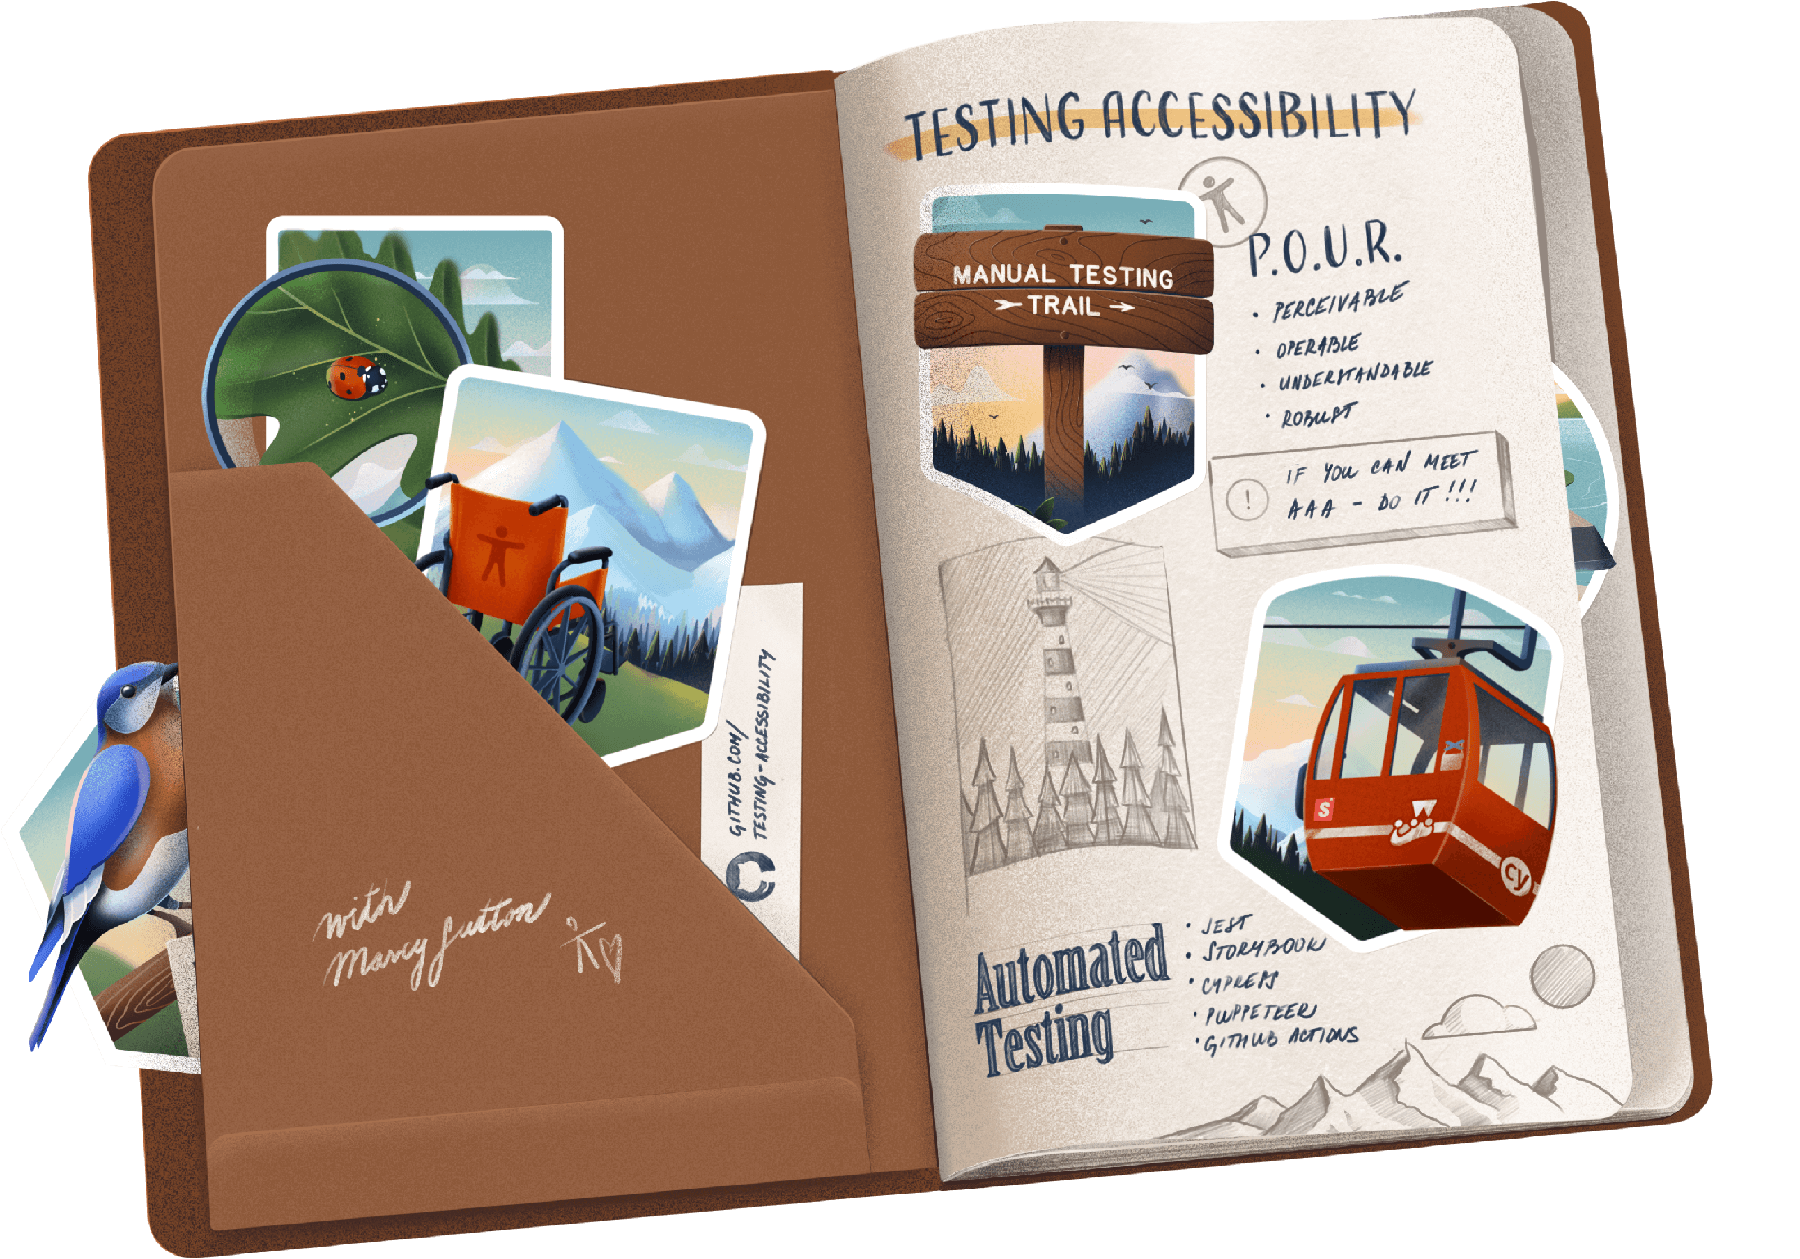 with
Marcy Sutton
GITHUB.COM/
TESTING-ACCESSIBILITY
TESTING ACCESSIBILITY
MANUAL TESTING
TRAIL
P.O.U.R.
• PERCEIVABLE
• OPERABLE
• UNDERSTANDABLE
• ROBUST
! IF YOU CAN MEET
AAA - DO IT !!!
S
cy
Automated
Testing
• JEST
• STORYBOOK
• CYPRESS
• PUPPETEER
• GITHUB ACTIONS